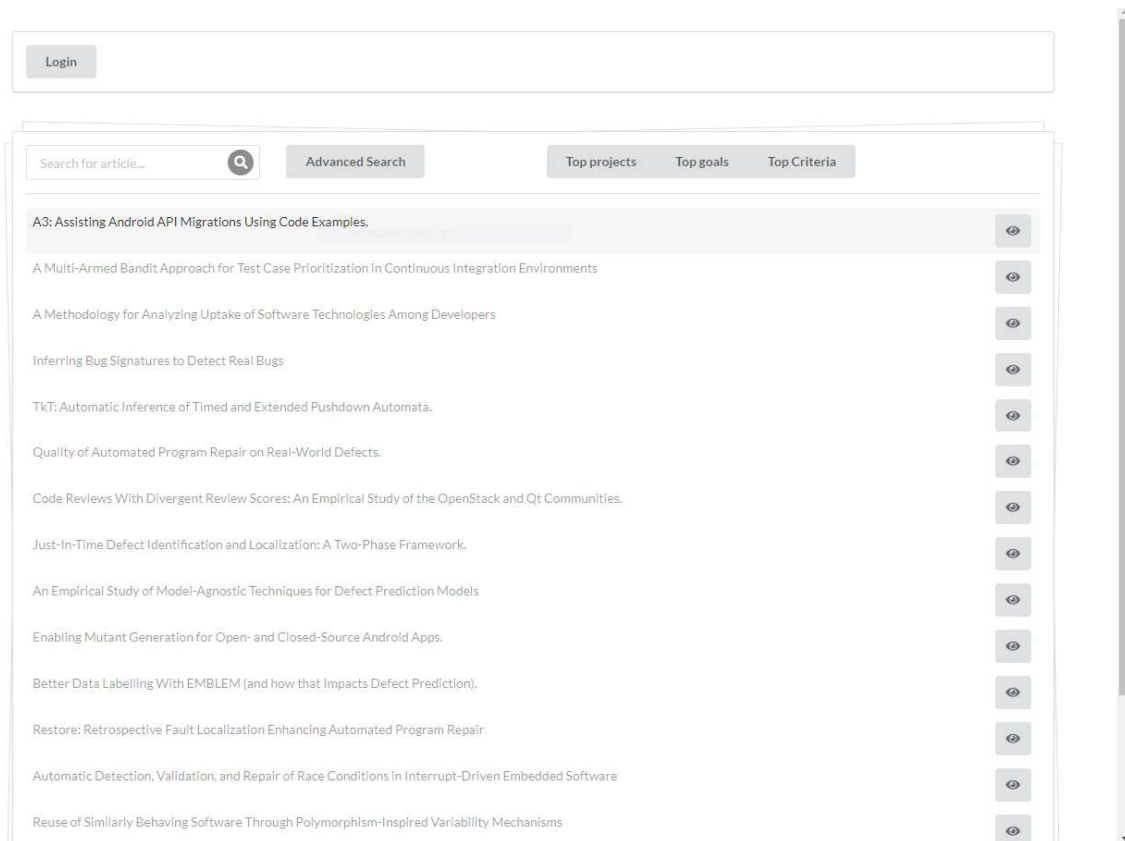 Login
Search for article...
Advanced Search
Top projects
Top goals
Top Criteria
A3: Assisting Android API Migrations Using Code Examples.
A Multi-Armed Bandit Approach for Test Case Prioritization in Continuous Integration Environments
A Methodology for Analyzing Uptake of Software Technologies Among Developers
Inferring Bug Signatures to Detect Real Bugs
TkT: Automatic Inference of Timed and Extended Pushdown Automata.
Quality of Automated Program Repair on Real-World Defects.
Code Reviews With Divergent Review Scores: An Empirical Study of the OpenStack and Qt Communities.
Just-In-Time Defect Identification and Localization: A Two-Phase Framework.
An Empirical Study of Model-Agnostic Techniques for Defect Prediction Models
Enabling Mutant Generation for Open- and Closed-Source Android Apps.
Better Data Labelling With EMBLEM (and how that Impacts Defect Prediction).
Restore: Retrospective Fault Localization Enhancing Automated Program Repair
Automatic Detection, Validation, and Repair of Race Conditions in Interrupt-Driven Embedded Software
Reuse of Similarly Behaving Software Through Polymorphism-Inspired Variability Mechanisms